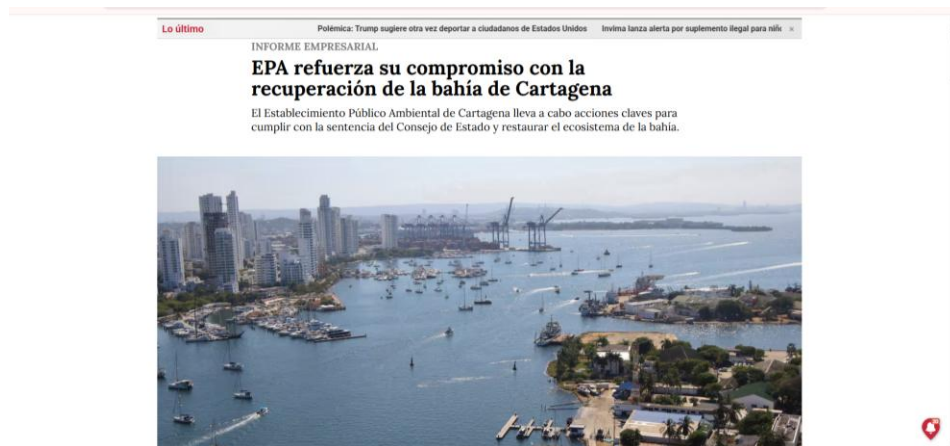 Lo último Polémica: Trump sugiere otra vez deportar a ciudadanos de Estados Unidos Invima lanza alerta por suplemento ilegal para niñ
INFORME EMPRESARIAL
EPA refuerza su compromiso con la
recuperación de la bahía de Cartagena
El Establecimiento Público Ambiental de Cartagena lleva a cabo acciones claves para
cumplir con la sentencia del Consejo de Estado y restaurar el ecosistema de la bahía.